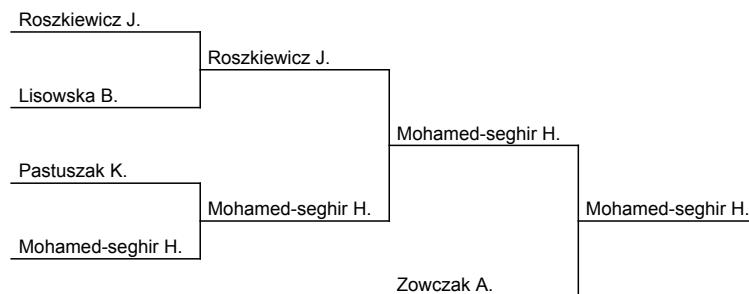 Roszkiewicz J.
Roszkiewicz J.
Lisowska B.
Mohamed-seghir H.
Pastuszak K.
Mohamed-seghir H.
Mohamed-seghir H.
Mohamed-seghir H.
Zowczak A.